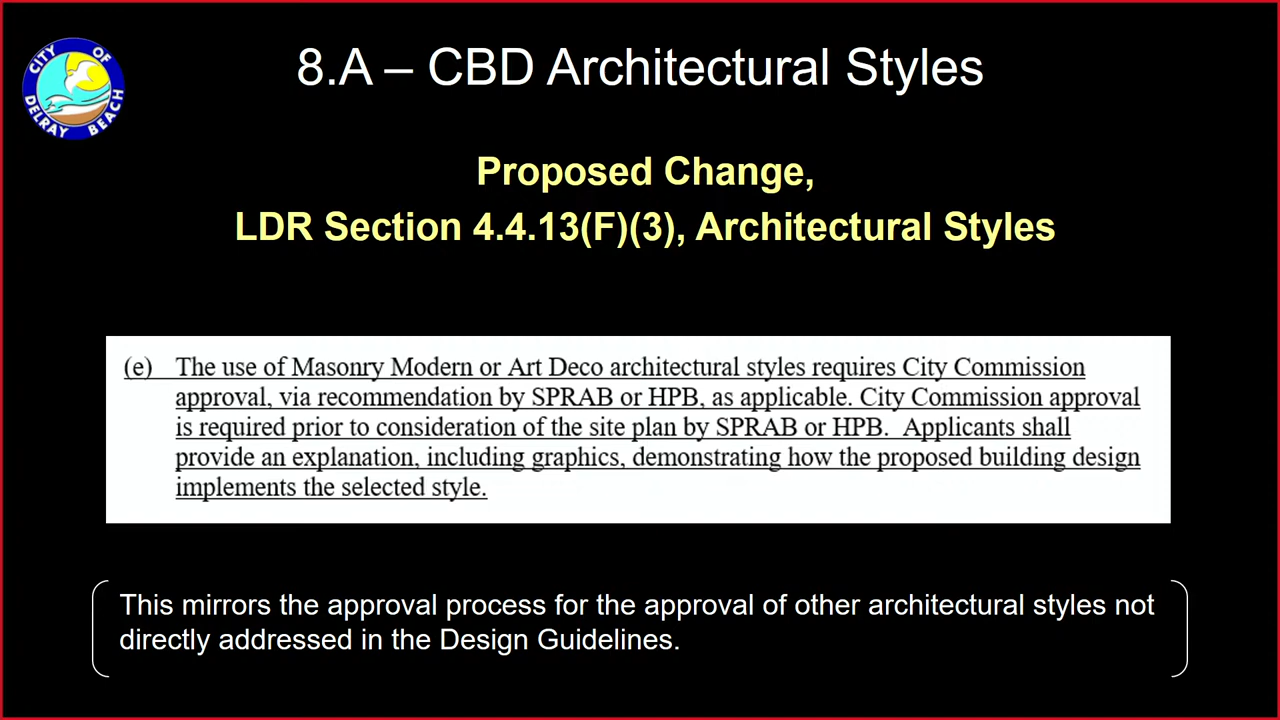 CITY OF
DELRAY BEACH
8.A – CBD Architectural Styles
Proposed Change,
LDR Section 4.4.13(F)(3), Architectural Styles
(e) The use of Masonry Modern or Art Deco architectural styles requires City Commission
approval, via recommendation by SPRAB or HPB, as applicable. City Commission approval
is required prior to consideration of the site plan by SPRAB or HPB. Applicants shall
provide an explanation, including graphics, demonstrating how the proposed building design
implements the selected style.
This mirrors the approval process for the approval of other architectural styles not
directly addressed in the Design Guidelines.